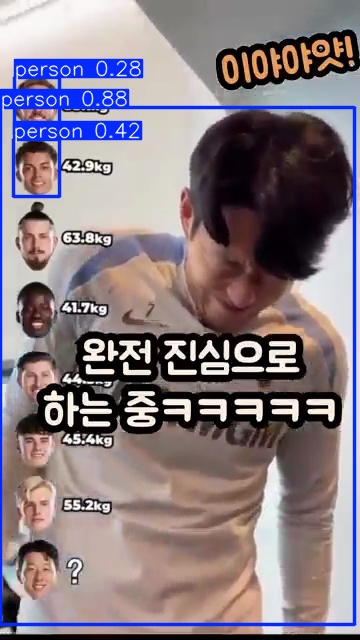 이야야얏!
person 0.28
person 0.88
person 0.42
42.9kg
63.8kg
41.7kg
완전 진심으로
하는 중ㅋㅋㅋㅋㅋ
45.4kg
55.2kg
?
7